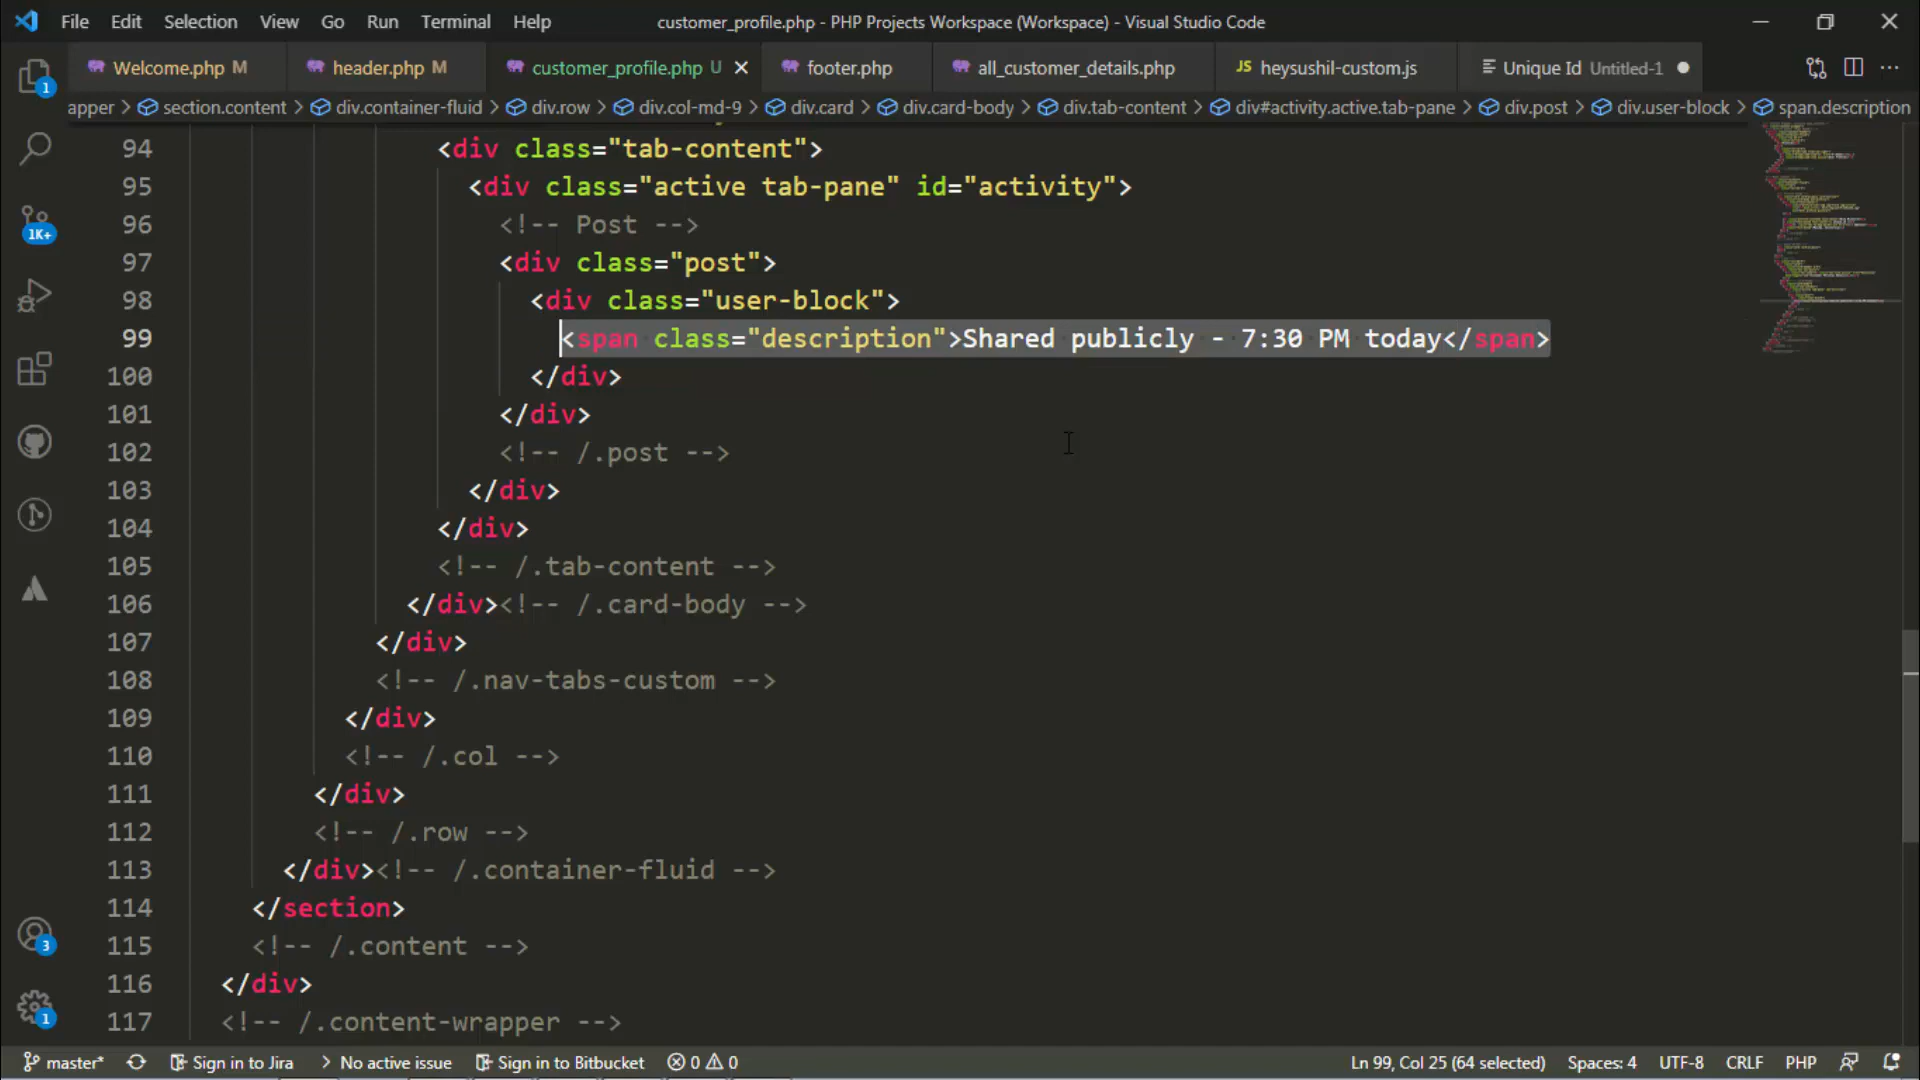 File Edit Selection View Go Run Terminal Help customer_profile.php - PHP Projects Workspace (Workspace) - Visual Studio Code
Welcome.php M header.php M customer_profile.php U footer.php all_customer_details.php JS heysushil-custom.js Unique Id Untitled-1
apper > section.content > div.container-fluid > div.row > div.col-md-9 > div.card > div.card-body > div.tab-content > div#activity.active.tab-pane > div.post > div.user-block > span.description
94 <div class="tab-content">
95 <div class="active tab-pane" id="activity">
96 <!-- Post -->
97 <div class="post">
98 <div class="user-block">
99 <span class="description">Shared publicly - 7:30 PM today</span>
100 </div>
101 </div>
102 <!-- /.post -->
103 </div>
104 </div>
105 <!-- /.tab-content -->
106 </div><!-- /.card-body -->
107 </div>
108 <!-- /.nav-tabs-custom -->
109 </div>
110 <!-- /.col -->
111 </div>
112 <!-- /.row -->
113 </div><!-- /.container-fluid -->
114 </section>
115 <!-- /.content -->
116 </div>
117 <!-- /.content-wrapper -->
1
1K+
3
1
master* Sign in to Jira > No active issue Sign in to Bitbucket 0 0 Ln 99, Col 25 (64 selected) Spaces: 4 UTF-8 CRLF PHP